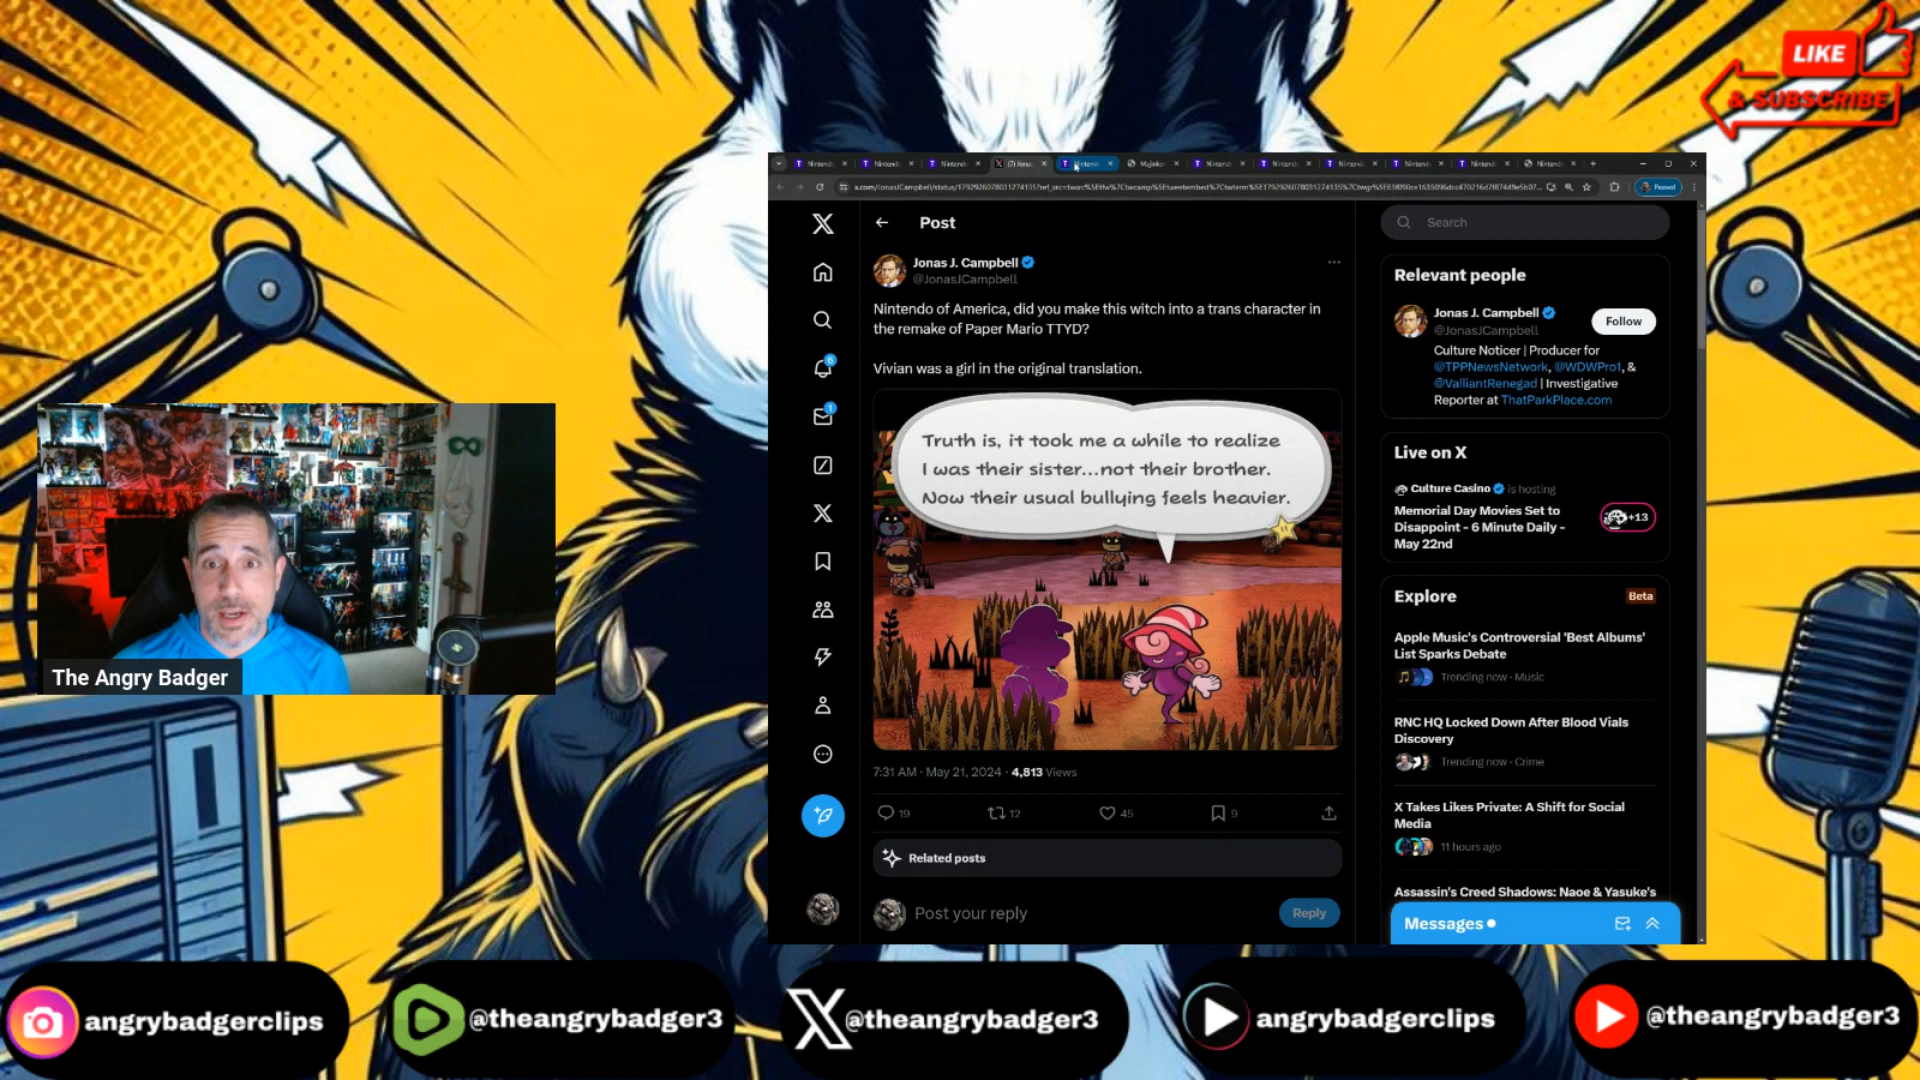 LIKE
& SUBSCRIBE
Post
Search
Jonas J. Campbell
@JonasJCampbell
Nintendo of America, did you make this witch into a trans character in
the remake of Paper Mario TTYD?
Vivian was a girl in the original translation.
Truth is, it took me a while to realize
I was their sister...not their brother.
Now their usual bullying feels heavier.
7:31 AM · May 21, 2024 · 4,813 Views
19
12
45
9
Related posts
Post your reply
Reply
Relevant people
Jonas J. Campbell
@JonasJCampbell
Follow
Culture Noticer | Producer for
@TPPNewsNetwork, @WDWPro1, &
@ValliantRenegad | Investigative
Reporter at ThatParkPlace.com
Live on X
Culture Casino is hosting
Memorial Day Movies Set to
Disappoint - 6 Minute Daily -
May 22nd
+13
Explore
Beta
Apple Music's Controversial 'Best Albums'
List Sparks Debate
Trending now · Music
RNC HQ Locked Down After Blood Vials
Discovery
Trending now · Crime
X Takes Likes Private: A Shift for Social
Media
11 hours ago
Assassin's Creed Shadows: Naoe & Yasuke's
Messages
The Angry Badger
angrybadgerclips
@theangrybadger3
@theangrybadger3
angrybadgerclips
@theangrybadger3